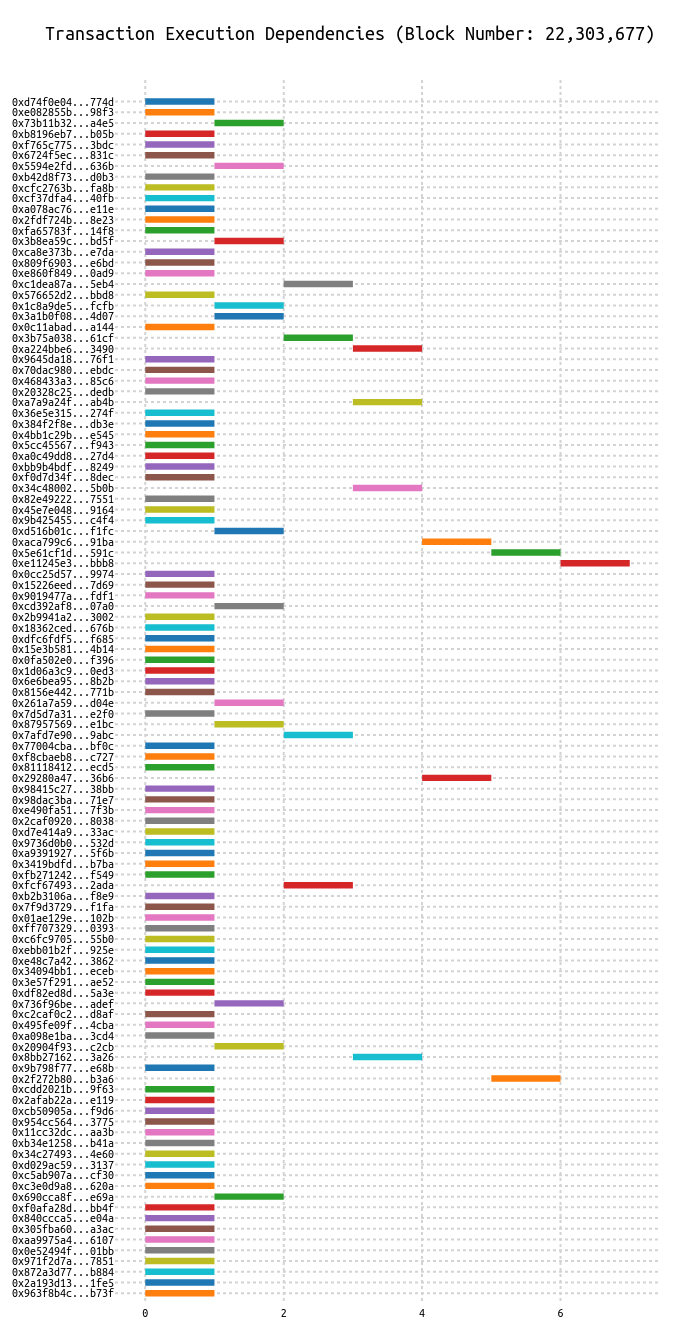 Transaction Execution Dependencies (Block Number: 22,303,677)
0xd74f0e04...774d
0xe082855b...98f3
0x73b11b32...a4e5
0xb8196eb7...b05b
0xf765c775...3bdc
0x6724f5ec...831c
0x5594e2fd...636b
0xb42d8f73...d0b3
0xcfc2763b...fa8b
0xcf37dfa4...40fb
0xa078ac76...e11e
0x2fdf724b...8e23
0xfa65783f...14f8
0x3b8ea59c...bd5f
0xca8e373b...e7da
0x809f6903...e6bd
0xe860f849...0ad9
0xc1dea87a...5eb4
0x576652d2...bbd8
0x1c8a9de5...fcfb
0x3a1b0f08...4d07
0x0c11abad...a144
0x3b75a038...61cf
0xa224bbe6...3490
0x9645da18...76f1
0x70dac980...ebdc
0x468433a3...85c6
0x20328c25...dedb
0xa7a9a24f...ab4b
0x36e5e315...274f
0x384f2f8e...db3e
0x4bb1c29b...e545
0x5cc45567...f943
0xa0c49dd8...27d4
0xbb9b4bdf...8249
0xf0d7d34f...8dec
0x34c48002...5b0b
0x82e49222...7551
0x45e7e048...9164
0x9b425455...c4f4
0xd516b01c...f1fc
0xaca799c6...91ba
0x5e61cf1d...591c
0xe11245e3...bbb8
0x0cc25d57...9974
0x15226eed...7d69
0x9019477a...fdf1
0xcd392af8...07a0
0x2b9941a2...3002
0x18362ced...676b
0xdfc6fdf5...f685
0x15e3b581...4b14
0x0fa502e0...f396
0x1d06a3c9...0ed3
0x6e6bea95...8b2b
0x8156e442...771b
0x261a7a59...d04e
0x7d5d7a31...e2f0
0x87957569...e1bc
0x7afd7e90...9abc
0x77004cba...bf0c
0xf8cbaeb8...c727
0x81118412...ecd5
0x29280a47...36b6
0x98415c27...38bb
0x98dac3ba...71e7
0xe490fa51...7f3b
0x2caf0920...8038
0xd7e414a9...33ac
0x9736d0b0...532d
0xa9391927...5f6b
0x3419bdfd...b7ba
0xfb271242...f549
0xfcf67493...2ada
0xb2b3106a...f8e9
0x7f9d3729...f1fa
0x01ae129e...102b
0xff707329...0393
0xc6fc9705...55b0
0xebb01b2f...925e
0xe48c7a42...3862
0x34094bb1...eceb
0x3e57f291...ae52
0xdf82ed8d...5a3e
0x736f96be...adef
0xc2caf0c2...d8af
0x495fe09f...4cba
0xa098e1ba...3cd4
0x20904f93...c2cb
0x8bb27162...3a26
0x9b798f77...e68b
0x2f272b80...b3a6
0xcdd2021b...9f63
0x2afab22a...e119
0xcb50905a...f9d6
0x954cc564...3775
0x11cc32dc...aa3b
0xb34e1258...b41a
0x34c27493...4e60
0xd029ac59...3137
0xc5ab907a...cf30
0xc3e0d9a8...620a
0x690cca8f...e69a
0xf0afa28d...bb4f
0x840ccca5...e04a
0x305fba60...a3ac
0xaa9975a4...6107
0x0e52494f...01bb
0x971f2d7a...7851
0x872a3d77...b884
0x2a193d13...1fe5
0x963f8b4c...b73f
0 2 4 6